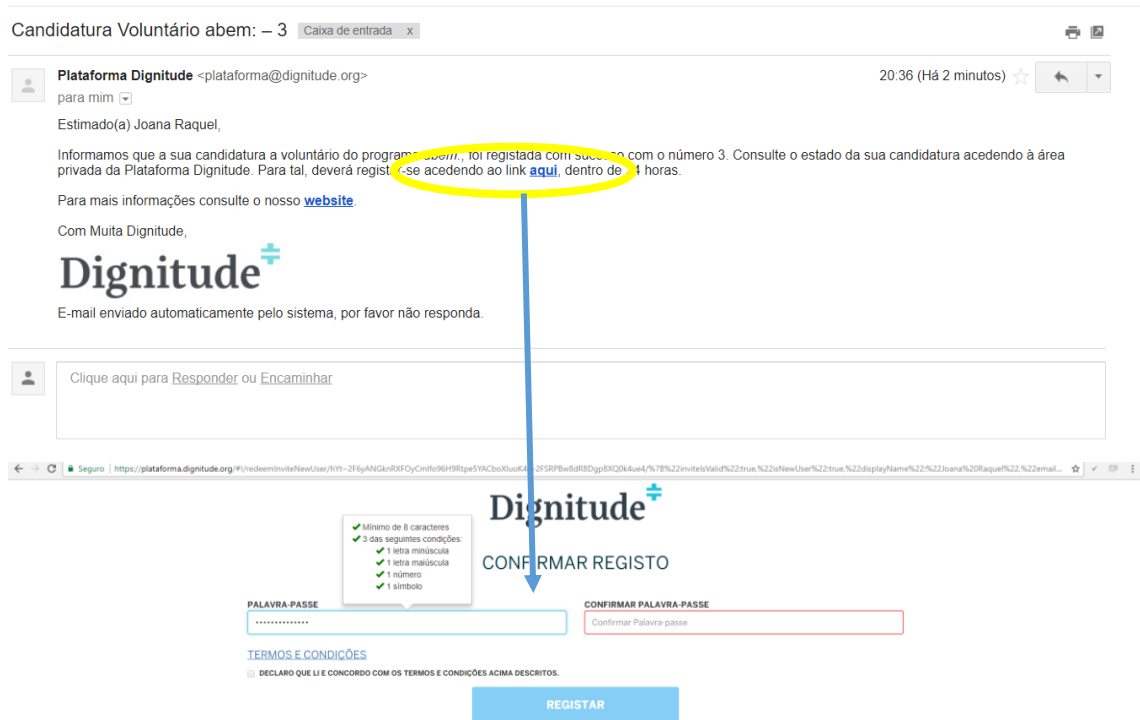 Candidatura Voluntário abem: – 3 Caixa de entrada x
Plataforma Dignitude <plataforma@dignitude.org>
20:36 (Há 2 minutos)
para mim
Estimado(a) Joana Raquel,
Informamos que a sua candidatura a voluntário do programa abem:, foi registada com sucesso com o número 3. Consulte o estado da sua candidatura acedendo à área
privada da Plataforma Dignitude. Para tal, deverá registar-se acedendo ao link aqui, dentro de horas.
Para mais informações consulte o nosso website.
Com Muita Dignitude,
Dignitude
E-mail enviado automaticamente pelo sistema, por favor não responda.
Clique aqui para Responder ou Encaminhar
Seguro | https://plataforma.dignitude.org/#!/redeemInviteNewUser/
Dignitude
Mínimo de 8 caracteres
3 das seguintes condições:
1 letra minúscula
1 letra maiúscula
1 número
1 símbolo
CONFIRMAR REGISTO
PALAVRA-PASSE
CONFIRMAR PALAVRA-PASSE
Confirmar Palavra-passe
TERMOS E CONDIÇÕES
DECLARO QUE LI E CONCORDO COM OS TERMOS E CONDIÇÕES ACIMA DESCRITOS.
REGISTAR